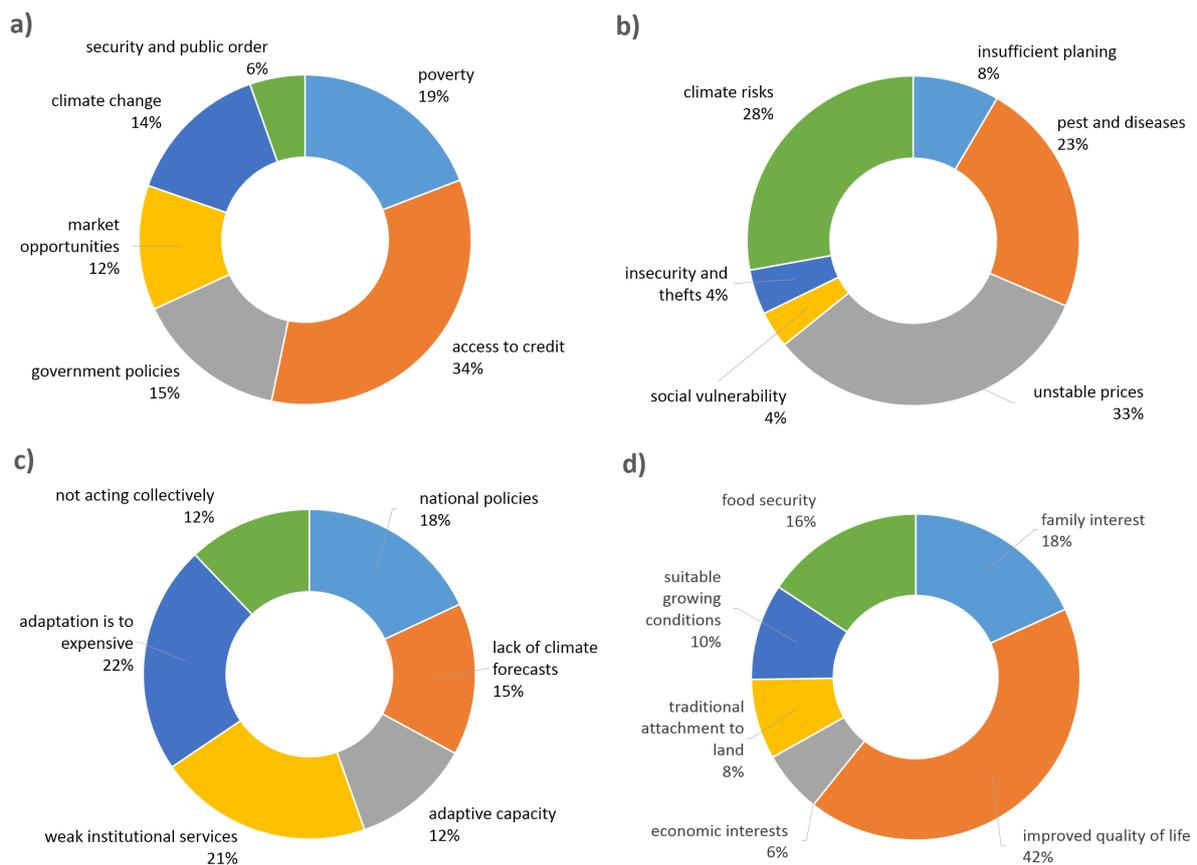 a)
security and public order
6%
poverty
19%
climate change
14%
market
opportunities
12%
access to credit
34%
government policies
15%
b)
insufficient planing
8%
climate risks
28%
pest and diseases
23%
insecurity and
thefts 4%
social vulnerability
4%
unstable prices
33%
c)
not acting collectively
12%
national policies
18%
adaptation is to
expensive
22%
lack of climate
forecasts
15%
adaptive capacity
12%
weak institutional services
21%
d)
food security
16%
family interest
18%
suitable
growing
conditions
10%
traditional
attachment to
land
8%
economic interests
6%
improved quality of life
42%